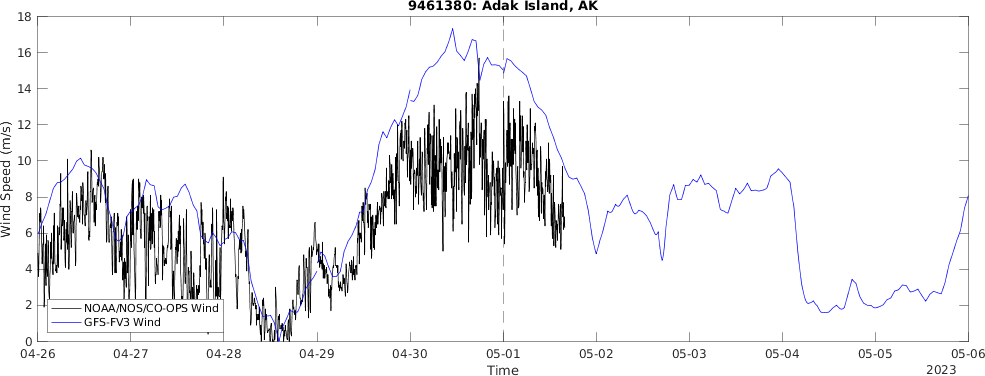 9461380: Adak Island, AK
Wind Speed (m/s)
18
16
14
12
10
8
6
4
2
0
NOAA/NOS/CO-OPS Wind
GFS-FV3 Wind
04-26 04-27 04-28 04-29 04-30 05-01 05-02 05-03 05-04 05-05 05-06
Time
2023